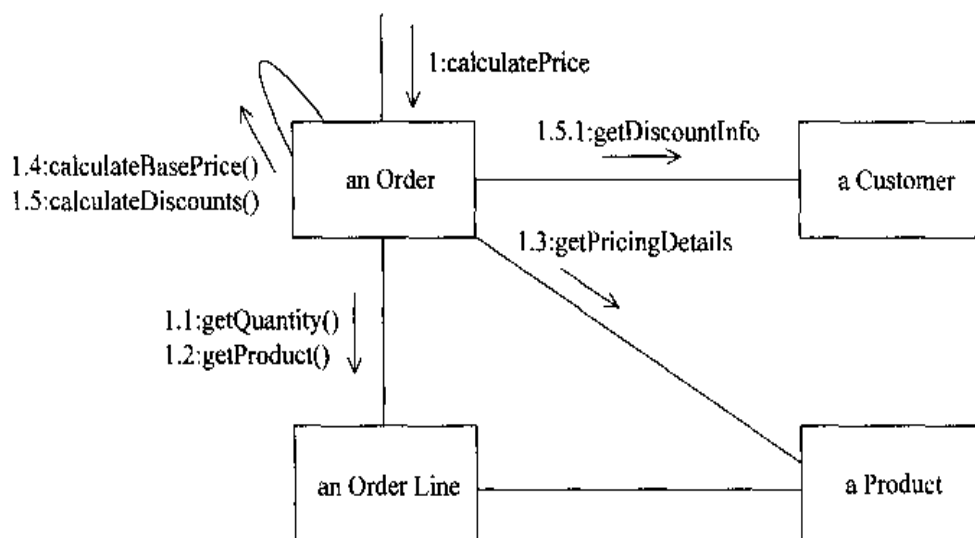 1:calculatePrice
1.5.1:getDiscountInfo
1.4:calculateBasePrice()
1.5:calculateDiscounts()
an Order
a Customer
1.3:getPricingDetails
1.1:getQuantity()
1.2:getProduct()
an Order Line
a Product